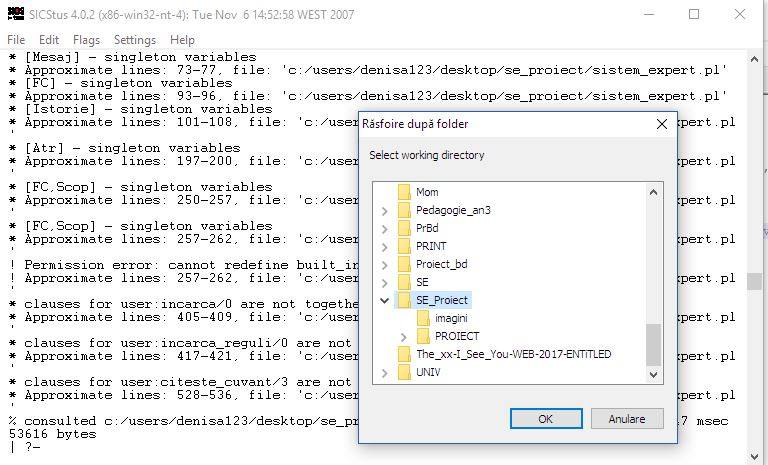 SICStus 4.0.2 (x86-win32-nt-4): Tue Nov 6 14:52:58 WEST 2007
File Edit Flags Settings Help
* [Mesaj] - singleton variables
* Approximate lines: 73-77, file: 'c:/users/denisa123/desktop/se_proiect/sistem_expert.pl'
* [FC] - singleton variables
* Approximate lines: 93-96, file: 'c:/users/denisa123/desktop/se_proiect/sistem_expert.pl'
* [Istorie] - singleton variables
* Approximate lines: 101-108, file: 'c:/user xpert.pl
'
* [Atr] - singleton variables
* Approximate lines: 197-200, file: 'c:/user xpert.pl
'
* [FC,Scop] - singleton variables
* Approximate lines: 250-257, file: 'c:/user xpert.pl
'
* [FC,Scop] - singleton variables
* Approximate lines: 257-262, file: 'c:/user xpert.pl
'
! Permission error: cannot redefine built_in
! Approximate lines: 257-262, file: 'c:/user xpert.pl
'
* clauses for user:incarca/0 are not togethe
* Approximate lines: 405-409, file: 'c:/user xpert.pl
'
* clauses for user:incarca_reguli/0 are not
* Approximate lines: 417-421, file: 'c:/user xpert.pl
'
* clauses for user:citeste_cuvant/3 are not
* Approximate lines: 528-536, file: 'c:/user xpert.pl
'
% consulted c:/users/denisa123/desktop/se_pr 7 msec
53616 bytes
| ?-
Răsfoire după folder
Select working directory
Mom
Pedagogie_an3
PrBd
PRINT
Proiect_bd
SE
SE_Proiect
imagini
PROIECT
The_xx-I_See_You-WEB-2017-ENTiTLED
UNIV
OK Anulare